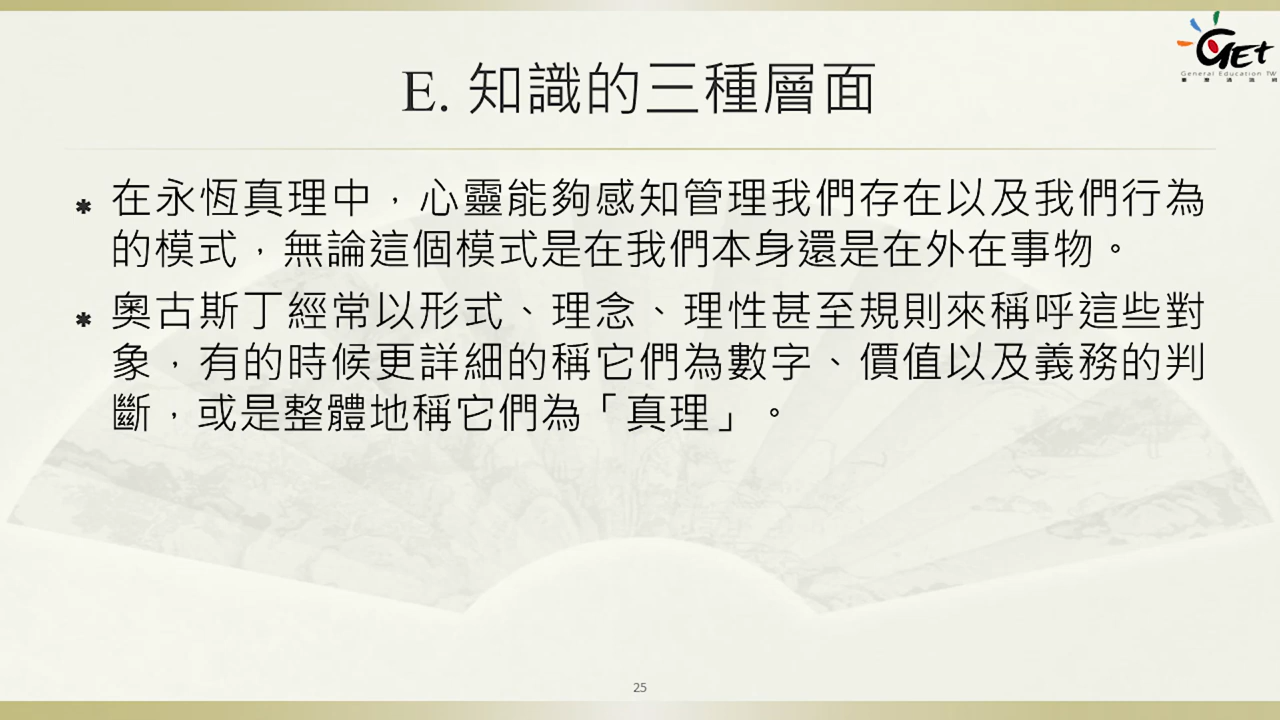 GEt
General Education TW
E. 知識的三種層面
在永恆真理中，心靈能夠感知管理我們存在以及我們行為
的模式，無論這個模式是在我們本身還是在外在事物。
奧古斯丁經常以形式、理念、理性甚至規則來稱呼這些對
象，有的時候更詳細的稱它們為數字、價值以及義務的判
斷，或是整體地稱它們為「真理」。
25